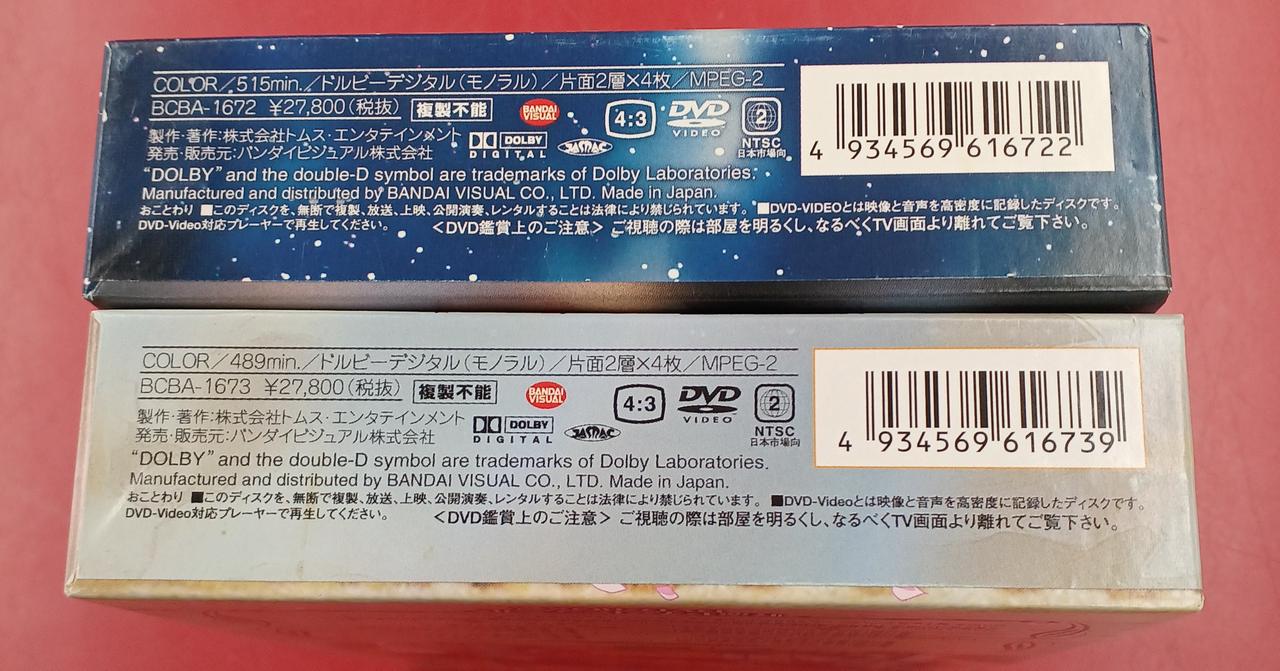 COLOR／515min.／ドルビーデジタル（モノラル）／片面2層×4枚／MPEG-2
BCBA-1672 ¥27,800（税抜） 複製不能
BANDAI VISUAL
4:3
DVD VIDEO
2
NTSC
日本市場向
製作・著作：株式会社トムス・エンタテインメント
発売・販売元：バンダイビジュアル株式会社
DOLBY DIGITAL
JASRAC
“DOLBY” and the double-D symbol are trademarks of Dolby Laboratories.
Manufactured and distributed by BANDAI VISUAL CO., LTD. Made in Japan.
おことわり ■このディスクを、無断で複製、放送、上映、公開演奏、レンタルすることは法律により禁じられています。 ■DVD-VIDEOとは映像と音声を高密度に記録したディスクです。
DVD-Video対応プレーヤーで再生してください。 ＜DVD鑑賞上のご注意＞ ご視聴の際は部屋を明るくし、なるべくTV画面より離れてご覧下さい。
4 934569 616722
COLOR／489min.／ドルビーデジタル（モノラル）／片面2層×4枚／MPEG-2
BCBA-1673 ¥27,800（税抜） 複製不能
BANDAI VISUAL
4:3
DVD VIDEO
2
NTSC
日本市場向
製作・著作：株式会社トムス・エンタテインメント
発売・販売元：バンダイビジュアル株式会社
DOLBY DIGITAL
JASRAC
“DOLBY” and the double-D symbol are trademarks of Dolby Laboratories.
Manufactured and distributed by BANDAI VISUAL CO., LTD. Made in Japan.
おことわり ■このディスクを、無断で複製、放送、上映、公開演奏、レンタルすることは法律により禁じられています。 ■DVD-Videoとは映像と音声を高密度に記録したディスクです。
DVD-Video対応プレーヤーで再生してください。 ＜DVD鑑賞上のご注意＞ ご視聴の際は部屋を明るくし、なるべくTV画面より離れてご覧下さい。
4 934569 616739